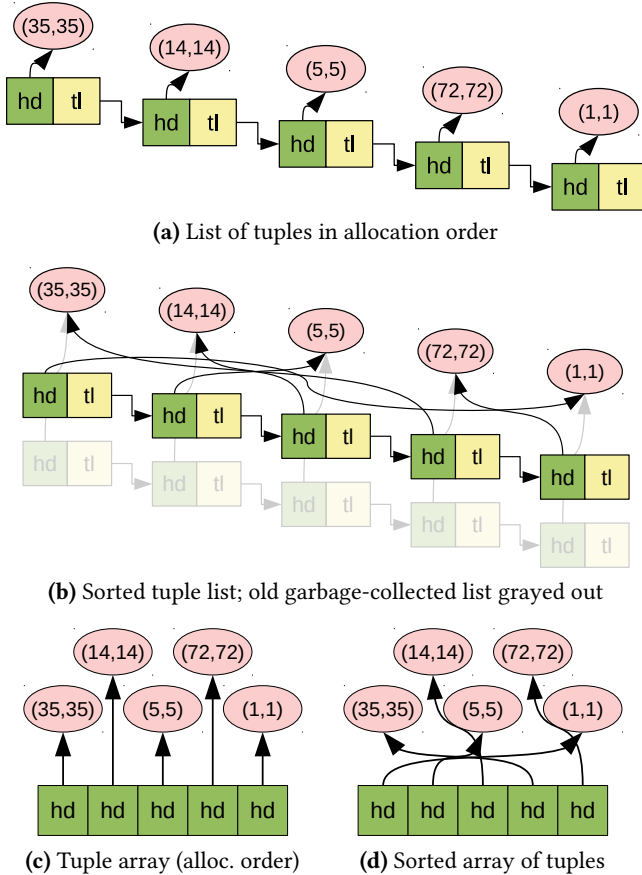 (35,35) (14,14) (5,5) (72,72) (1,1)
hd tl hd tl hd tl hd tl hd tl
(a) List of tuples in allocation order
(35,35) (14,14) (5,5) (72,72) (1,1)
hd tl hd tl hd tl hd tl hd tl
hd tl hd tl hd tl hd tl hd tl
(b) Sorted tuple list; old garbage-collected list grayed out
(14,14) (72,72)
(35,35) (5,5) (1,1)
hd hd hd hd hd
(c) Tuple array (alloc. order)
(14,14) (72,72)
(35,35) (5,5) (1,1)
hd hd hd hd hd
(d) Sorted array of tuples